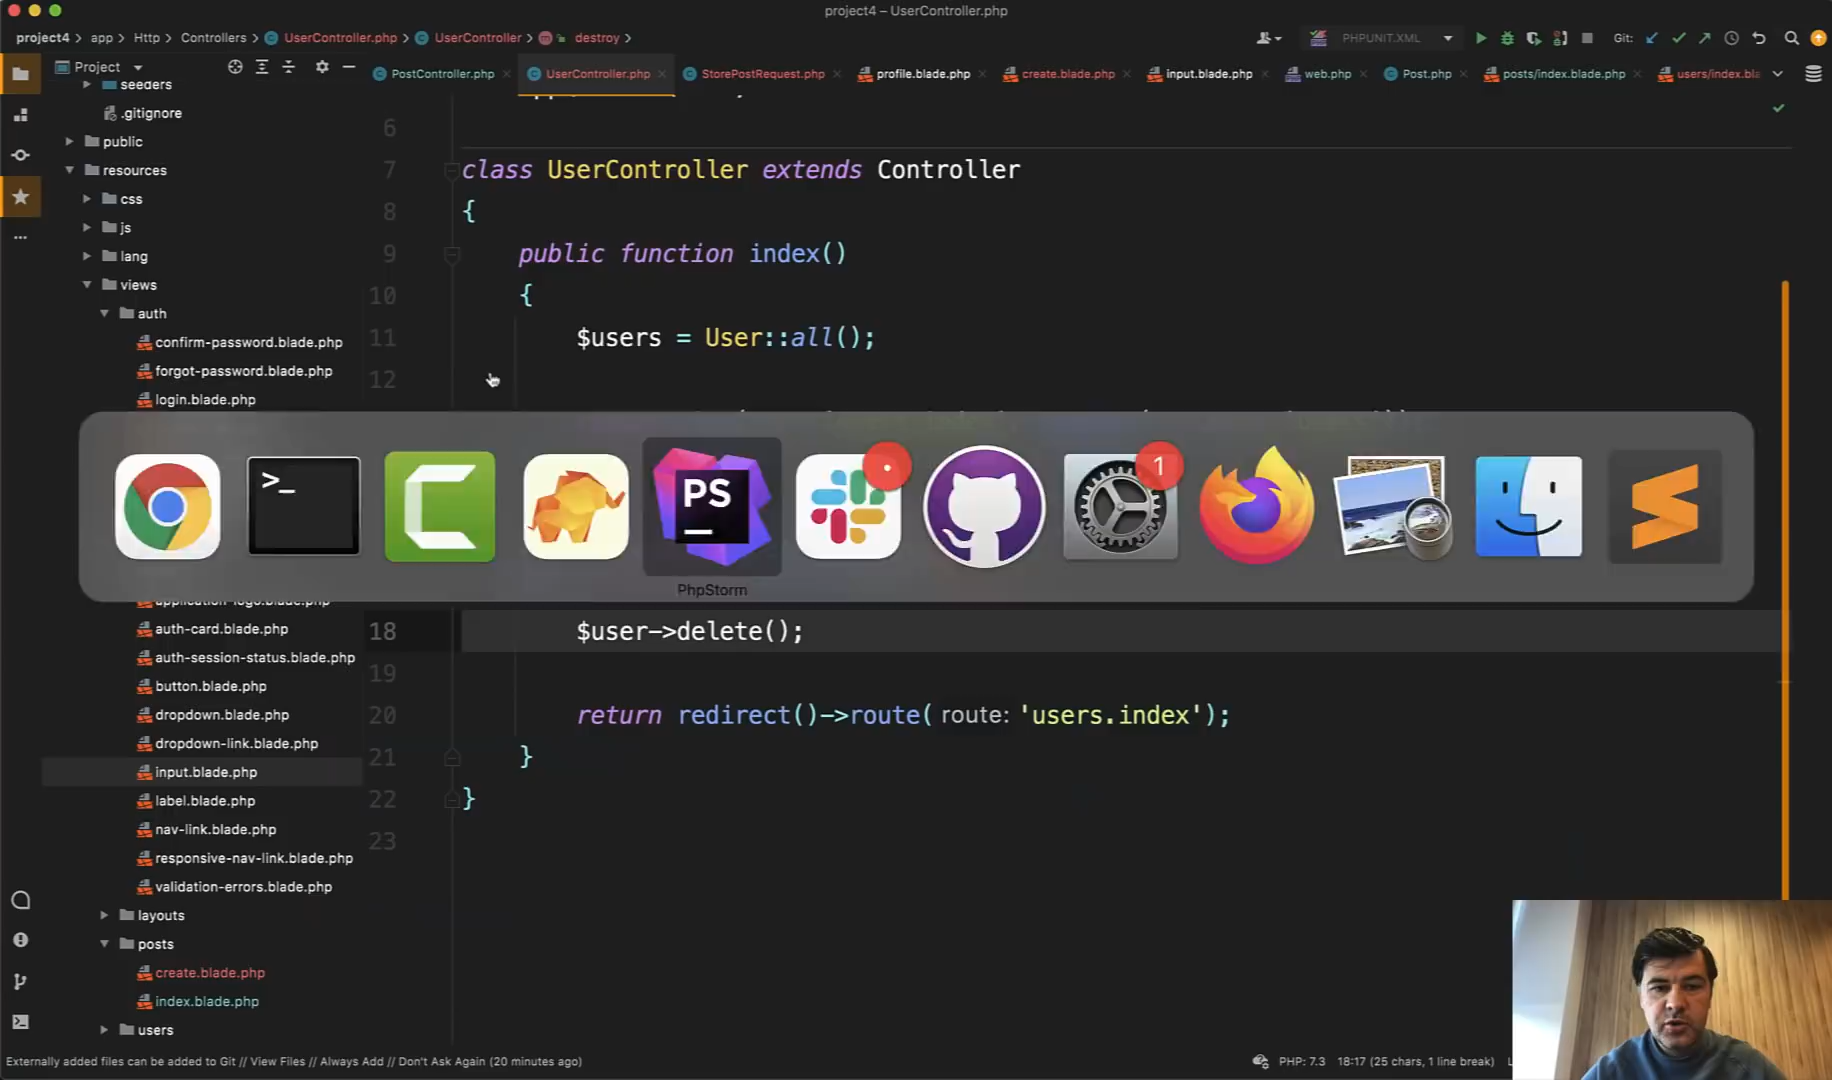 project4 – UserController.php
project4 > app > Http > Controllers > UserController.php > UserController > m destroy >
PHPUNIT.XML
Git:
Project
PostController.php
UserController.php
StorePostRequest.php
profile.blade.php
create.blade.php
input.blade.php
web.php
Post.php
posts/index.blade.php
users/index.bla
seeders
.gitignore
public
resources
css
js
lang
views
auth
confirm-password.blade.php
forgot-password.blade.php
login.blade.php
application-logo.blade.php
auth-card.blade.php
auth-session-status.blade.php
button.blade.php
dropdown.blade.php
dropdown-link.blade.php
input.blade.php
label.blade.php
nav-link.blade.php
responsive-nav-link.blade.php
validation-errors.blade.php
layouts
posts
create.blade.php
index.blade.php
users
6
7 class UserController extends Controller
8 {
9 public function index()
10 {
11 $users = User::all();
12
>_
PS
1
PhpStorm
18 $user->delete();
19
20 return redirect()->route( route: 'users.index');
21 }
22 }
23
Externally added files can be added to Git // View Files // Always Add // Don't Ask Again (20 minutes ago)
PHP: 7.3
18:17 (25 chars, 1 line break)